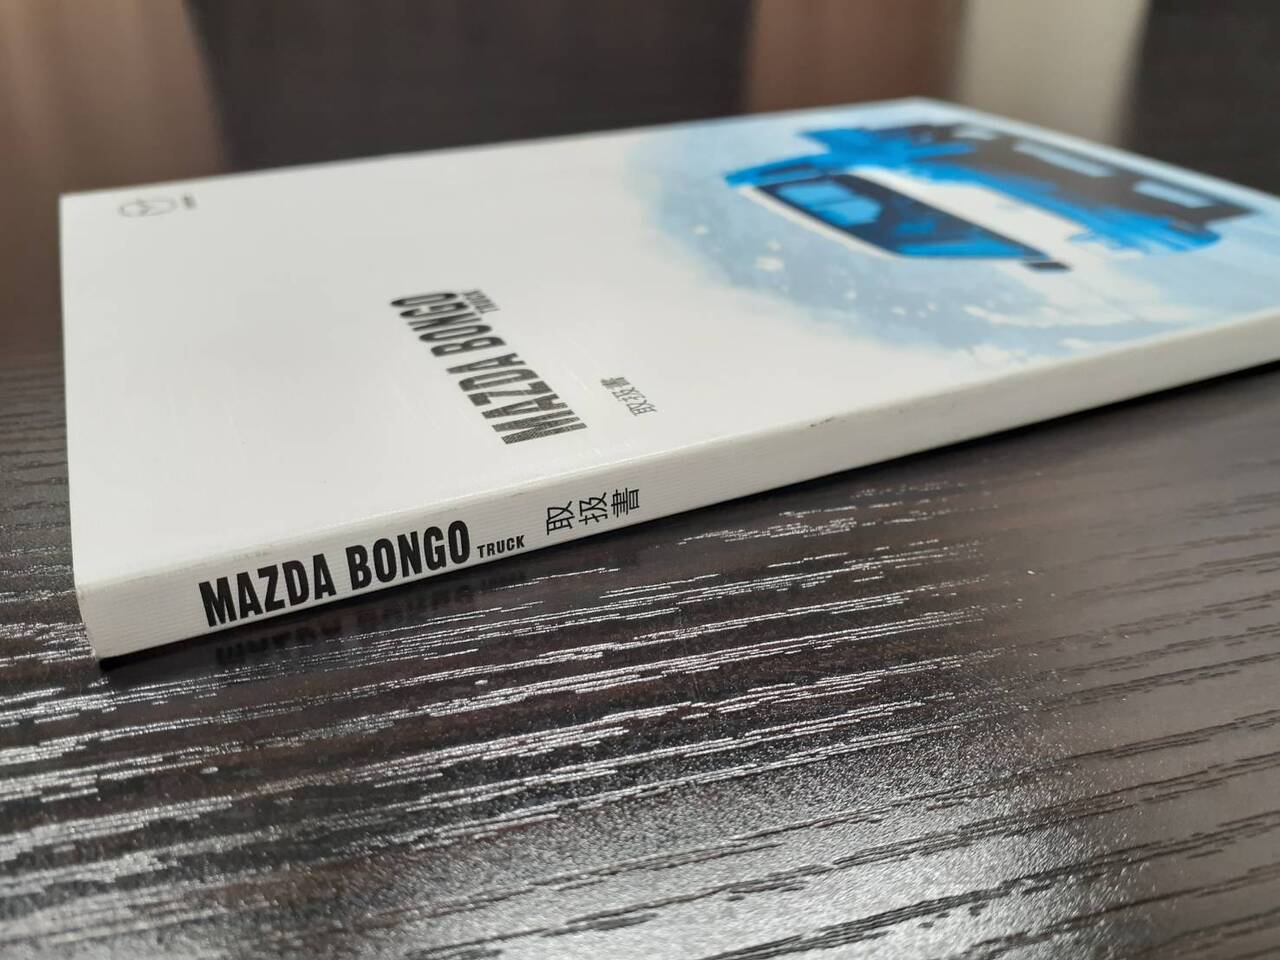 MAZDA BONGO
TRUCK
取扱書
MAZDA BONGO TRUCK 取扱書